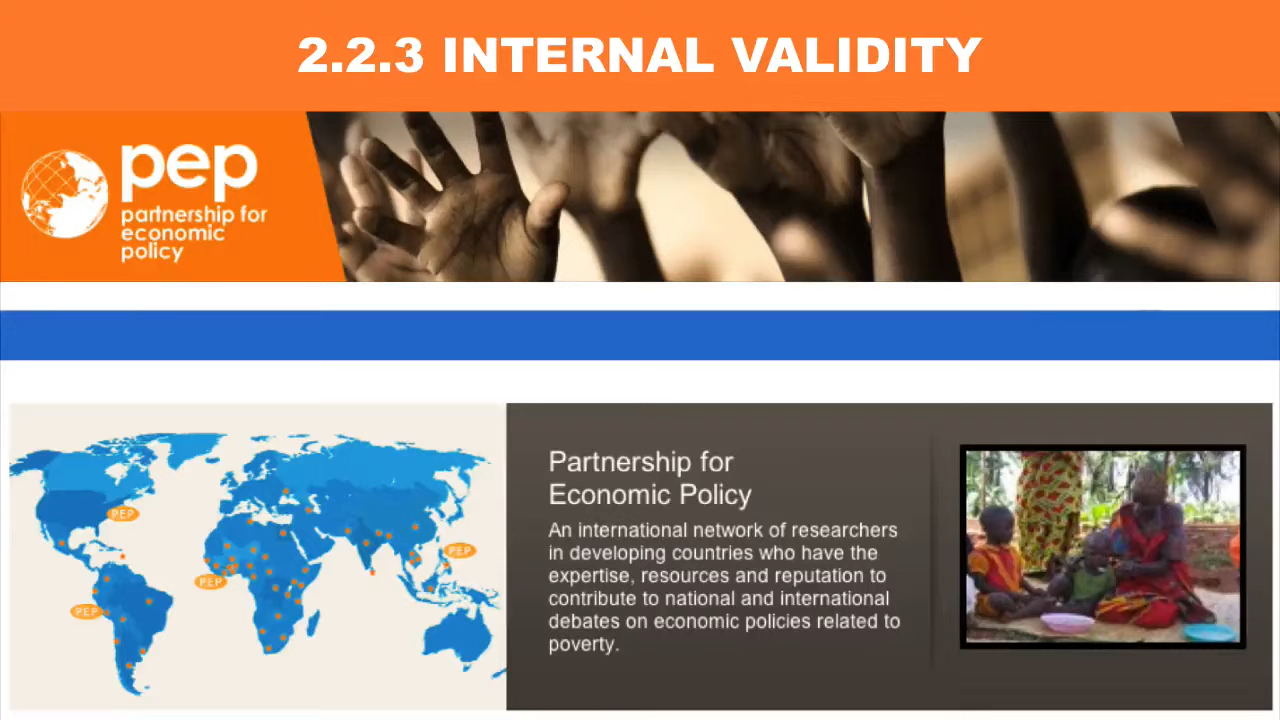 2.2.3 INTERNAL VALIDITY
pep
partnership for
economic
policy
PEP
PEP
PEP
PEP
Partnership for
Economic Policy
An international network of researchers
in developing countries who have the
expertise, resources and reputation to
contribute to national and international
debates on economic policies related to
poverty.